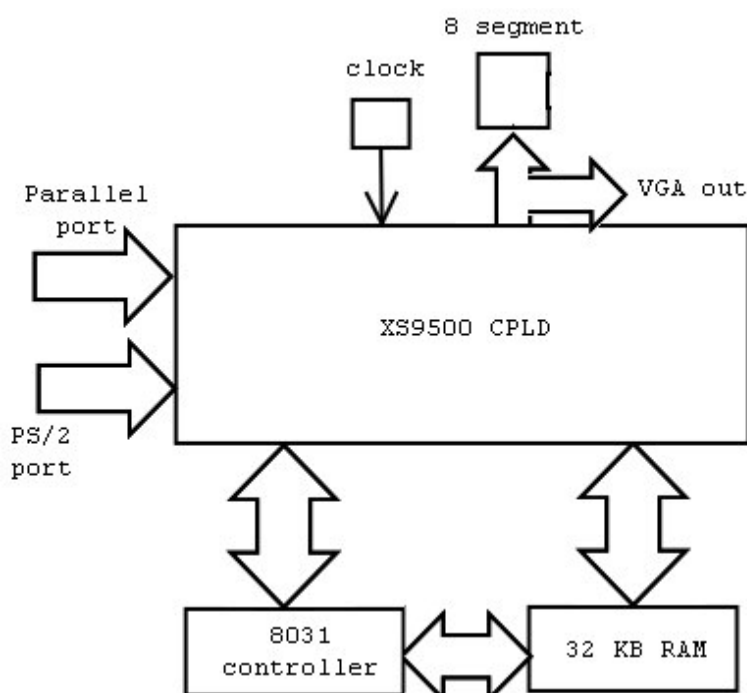 8 segment
clock
Parallel
port
VGA out
XS9500 CPLD
PS/2
port
8031
controller
32 KB RAM